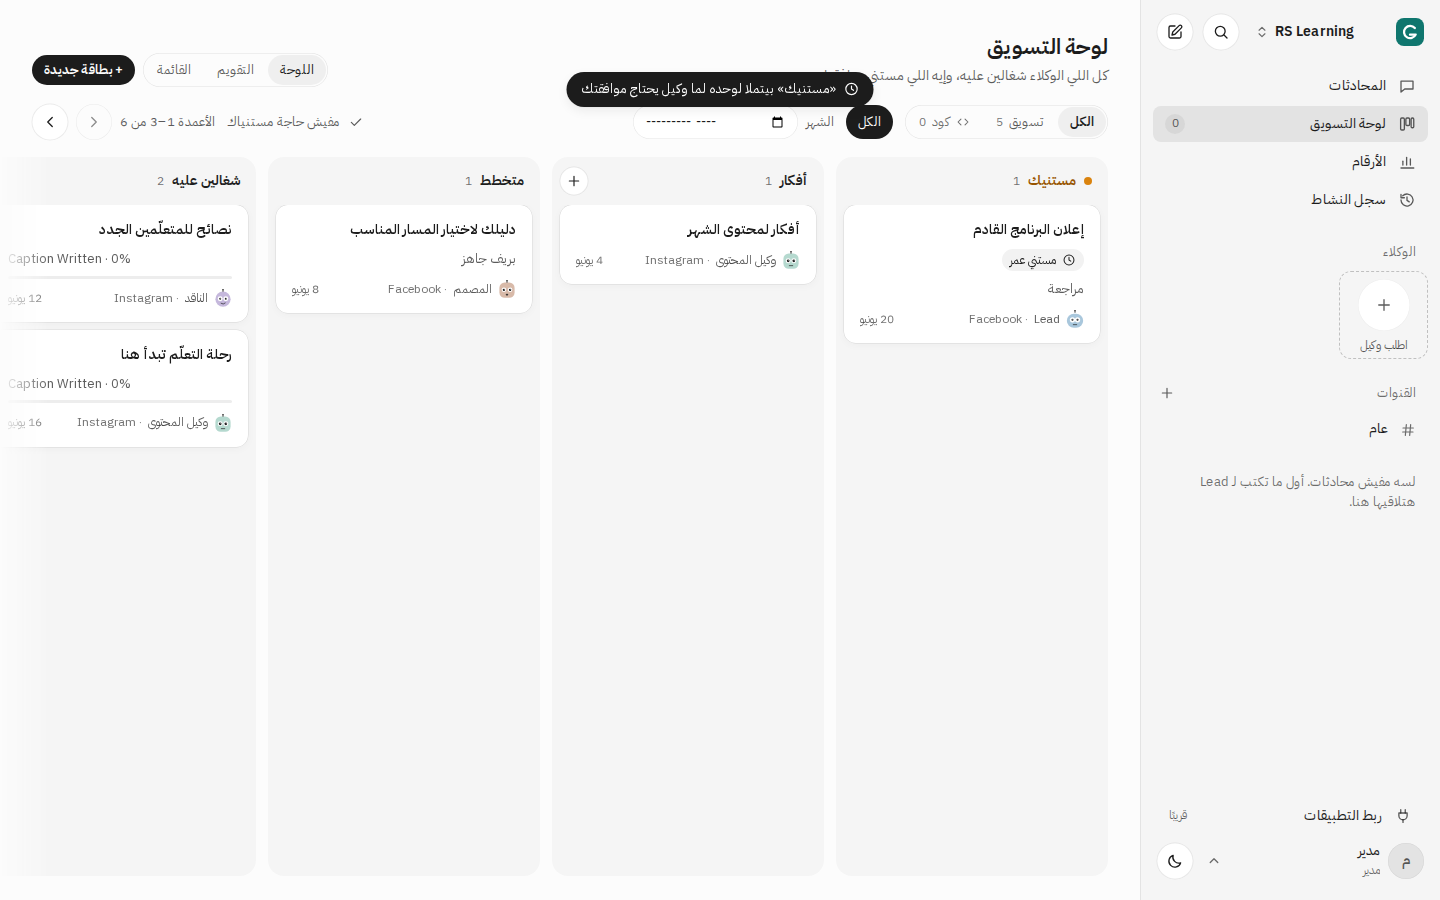 RS Learning
المحادثات
لوحة التسويق 0
الأرقام
سجل النشاط
الوكلاء
اطلب وكيل
القنوات
عام
لسه مفيش محادثات. أول ما تكتب لـ Lead
هتلاقيها هنا.
ربط التطبيقات قريبًا
م
مدير
مدير
لوحة التسويق
كل اللي الوكلاء شغالين عليه، وإيه اللي مستني
«مستنيك» بيتملا لوحده لما وكيل يحتاج موافقتك
اللوحة التقويم القائمة
+ بطاقة جديدة
الكل تسويق 5 كود 0
الكل الشهر --------- ----
مفيش حاجة مستنياك الأعمدة 1–3 من 6
مستنيك 1
إعلان البرنامج القادم
مستني عمر
مراجعة
Lead · Facebook 20 يونيو
أفكار 1
أفكار لمحتوى الشهر
وكيل المحتوى · Instagram 4 يونيو
متخطط 1
دليلك لاختيار المسار المناسب
بريف جاهز
المصمم · Facebook 8 يونيو
شغالين عليه 2
نصائح للمتعلّمين الجدد
Caption Written · 0%
الناقد · Instagram 12 يونيو
رحلة التعلّم تبدأ هنا
Caption Written · 0%
وكيل المحتوى · Instagram 16 يونيو